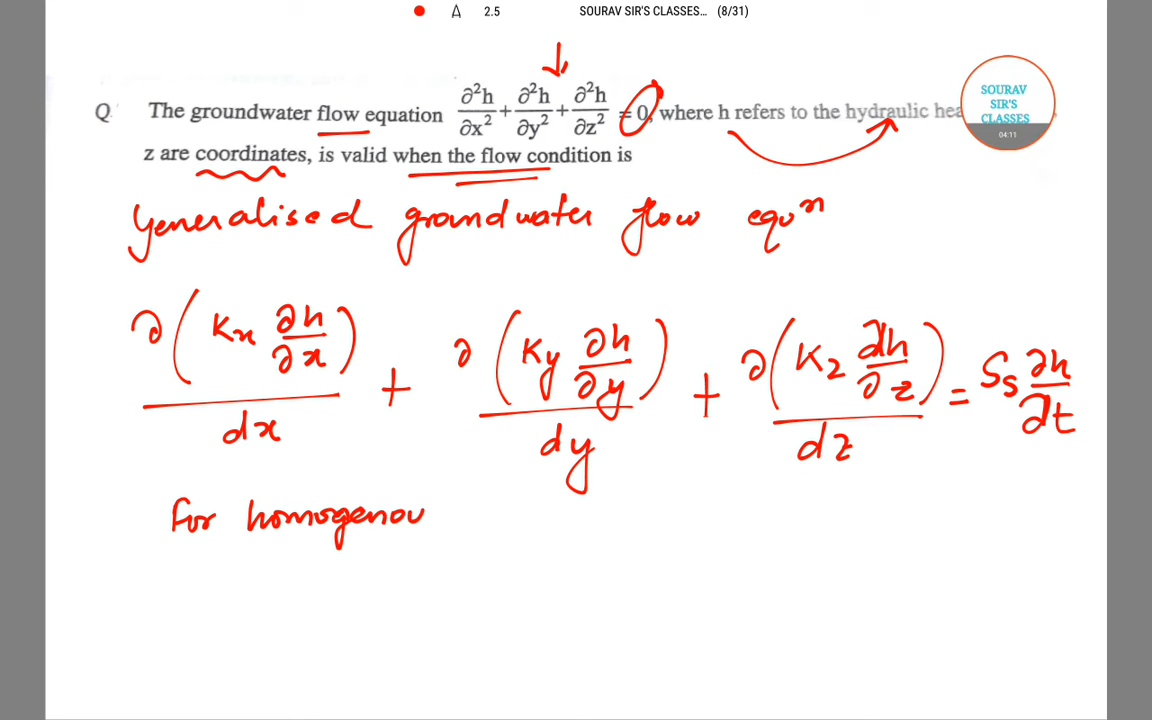 2.5 SOURAV SIR'S CLASSES... (8/31)
Q The groundwater flow equation ∂²h/∂x² + ∂²h/∂y² + ∂²h/∂z² = 0, where h refers to the hydraulic hea
z are coordinates, is valid when the flow condition is
SOURAV
SIR'S
CLASSES
04:11
Generalised groundwater flow equⁿ
∂(Kx ∂h/∂x)/dx + ∂(Ky ∂h/∂y)/dy + ∂(Kz ∂h/∂z)/dz = Ss ∂h/∂t
For homogenou